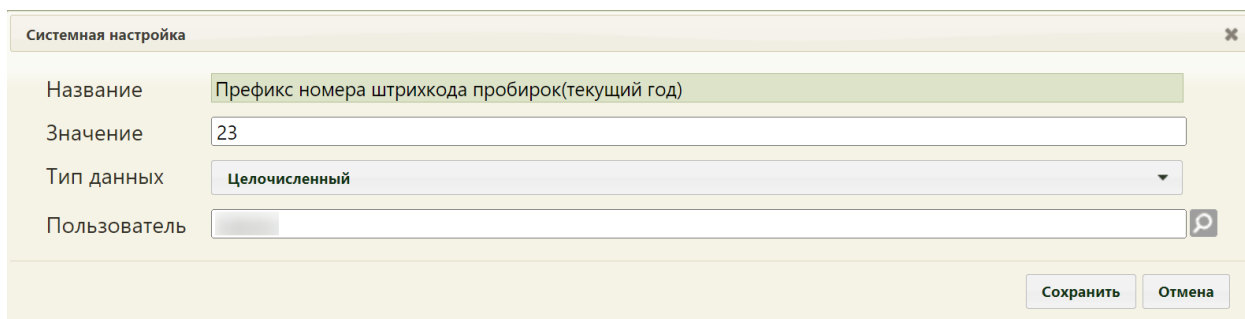 Системная настройка
Название Префикс номера штрихкода пробирок(текущий год)
Значение 23
Тип данных Целочисленный
Пользователь
Сохранить Отмена